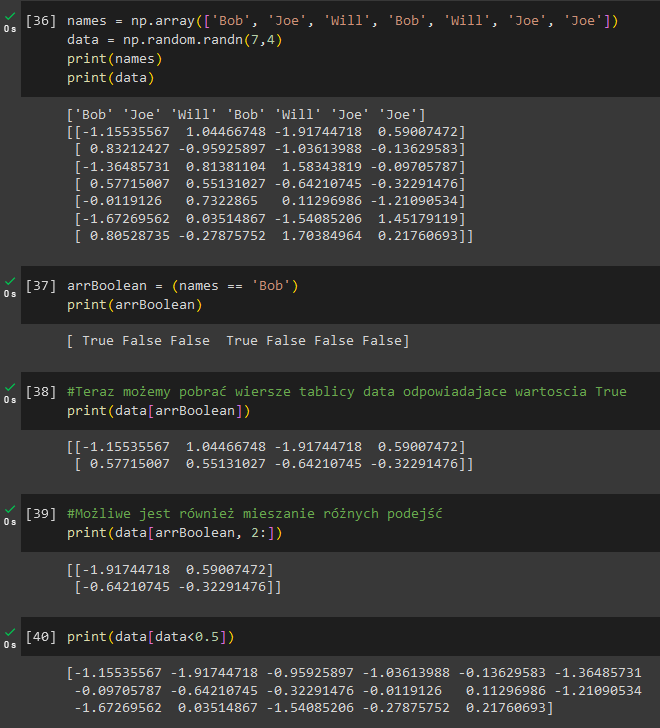 [36] names = np.array(['Bob', 'Joe', 'Will', 'Bob', 'Will', 'Joe', 'Joe'])
0s
data = np.random.randn(7,4)
print(names)
print(data)
['Bob' 'Joe' 'Will' 'Bob' 'Will' 'Joe' 'Joe']
[[-1.15535567  1.04466748 -1.91744718  0.59007472]
 [ 0.83212427 -0.95925897 -1.03613988 -0.13629583]
 [-1.36485731  0.81381104  1.58343819 -0.09705787]
 [ 0.57715007  0.55131027 -0.64210745 -0.32291476]
 [-0.0119126   0.7322865   0.11296986 -1.21090534]
 [-1.67269562  0.03514867 -1.54085206  1.45179119]
 [ 0.80528735 -0.27875752  1.70384964  0.21760693]]
[37] arrBoolean = (names == 'Bob')
0s
print(arrBoolean)
[ True False False  True False False False]
[38] #Teraz możemy pobrać wiersze tablicy data odpowiadajace wartoscia True
0s
print(data[arrBoolean])
[[-1.15535567  1.04466748 -1.91744718  0.59007472]
 [ 0.57715007  0.55131027 -0.64210745 -0.32291476]]
[39] #Możliwe jest również mieszanie różnych podejść
0s
print(data[arrBoolean, 2:])
[[-1.91744718  0.59007472]
 [-0.64210745 -0.32291476]]
[40] print(data[data<0.5])
0s
[-1.15535567 -1.91744718 -0.95925897 -1.03613988 -0.13629583 -1.36485731
 -0.09705787 -0.64210745 -0.32291476 -0.0119126   0.11296986 -1.21090534
 -1.67269562  0.03514867 -1.54085206 -0.27875752  0.21760693]